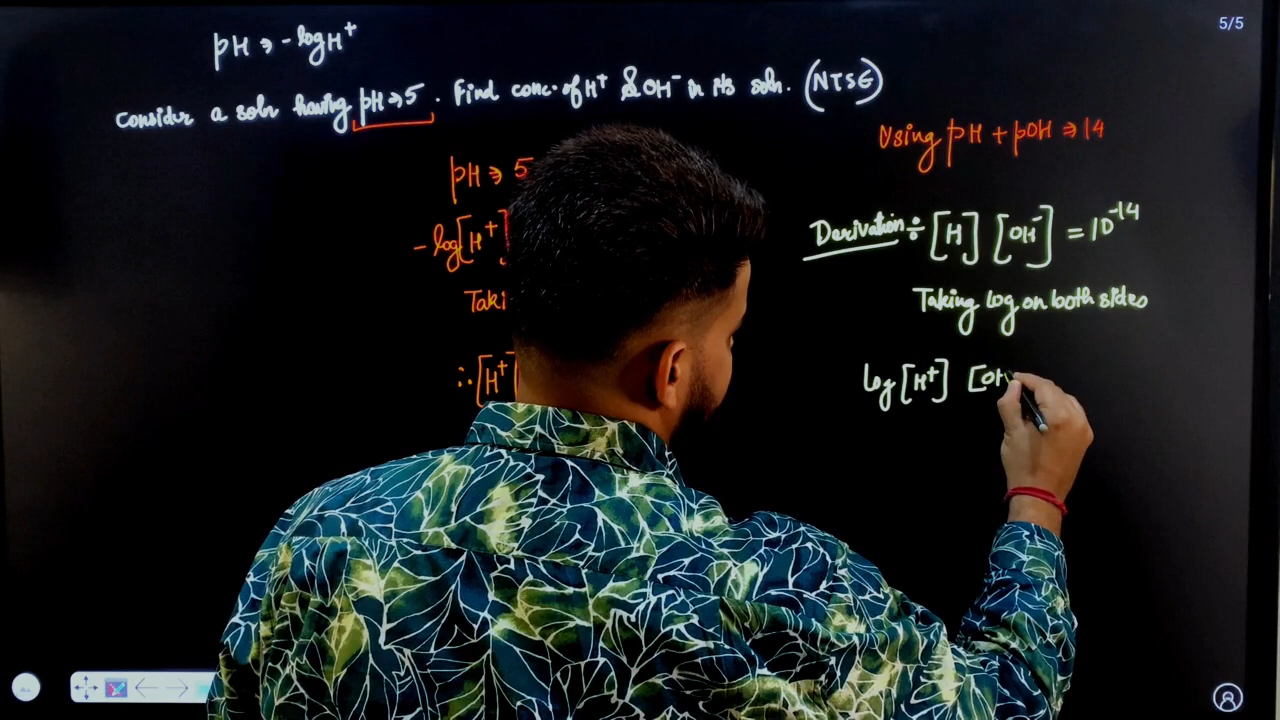 5/5
pH ⇒ -log H⁺
Consider a soln having pH ⇒ 5. Find conc. of H⁺ & OH⁻ in its soln. (NTSE)
pH ⇒ 5
-log[H⁺]
Taki
∴ [H⁺
Using pH + pOH ⇒ 14
Derivation ÷ [H] [OH⁻] = 10⁻¹⁴
Taking log on both sides
log [H⁺] [OH